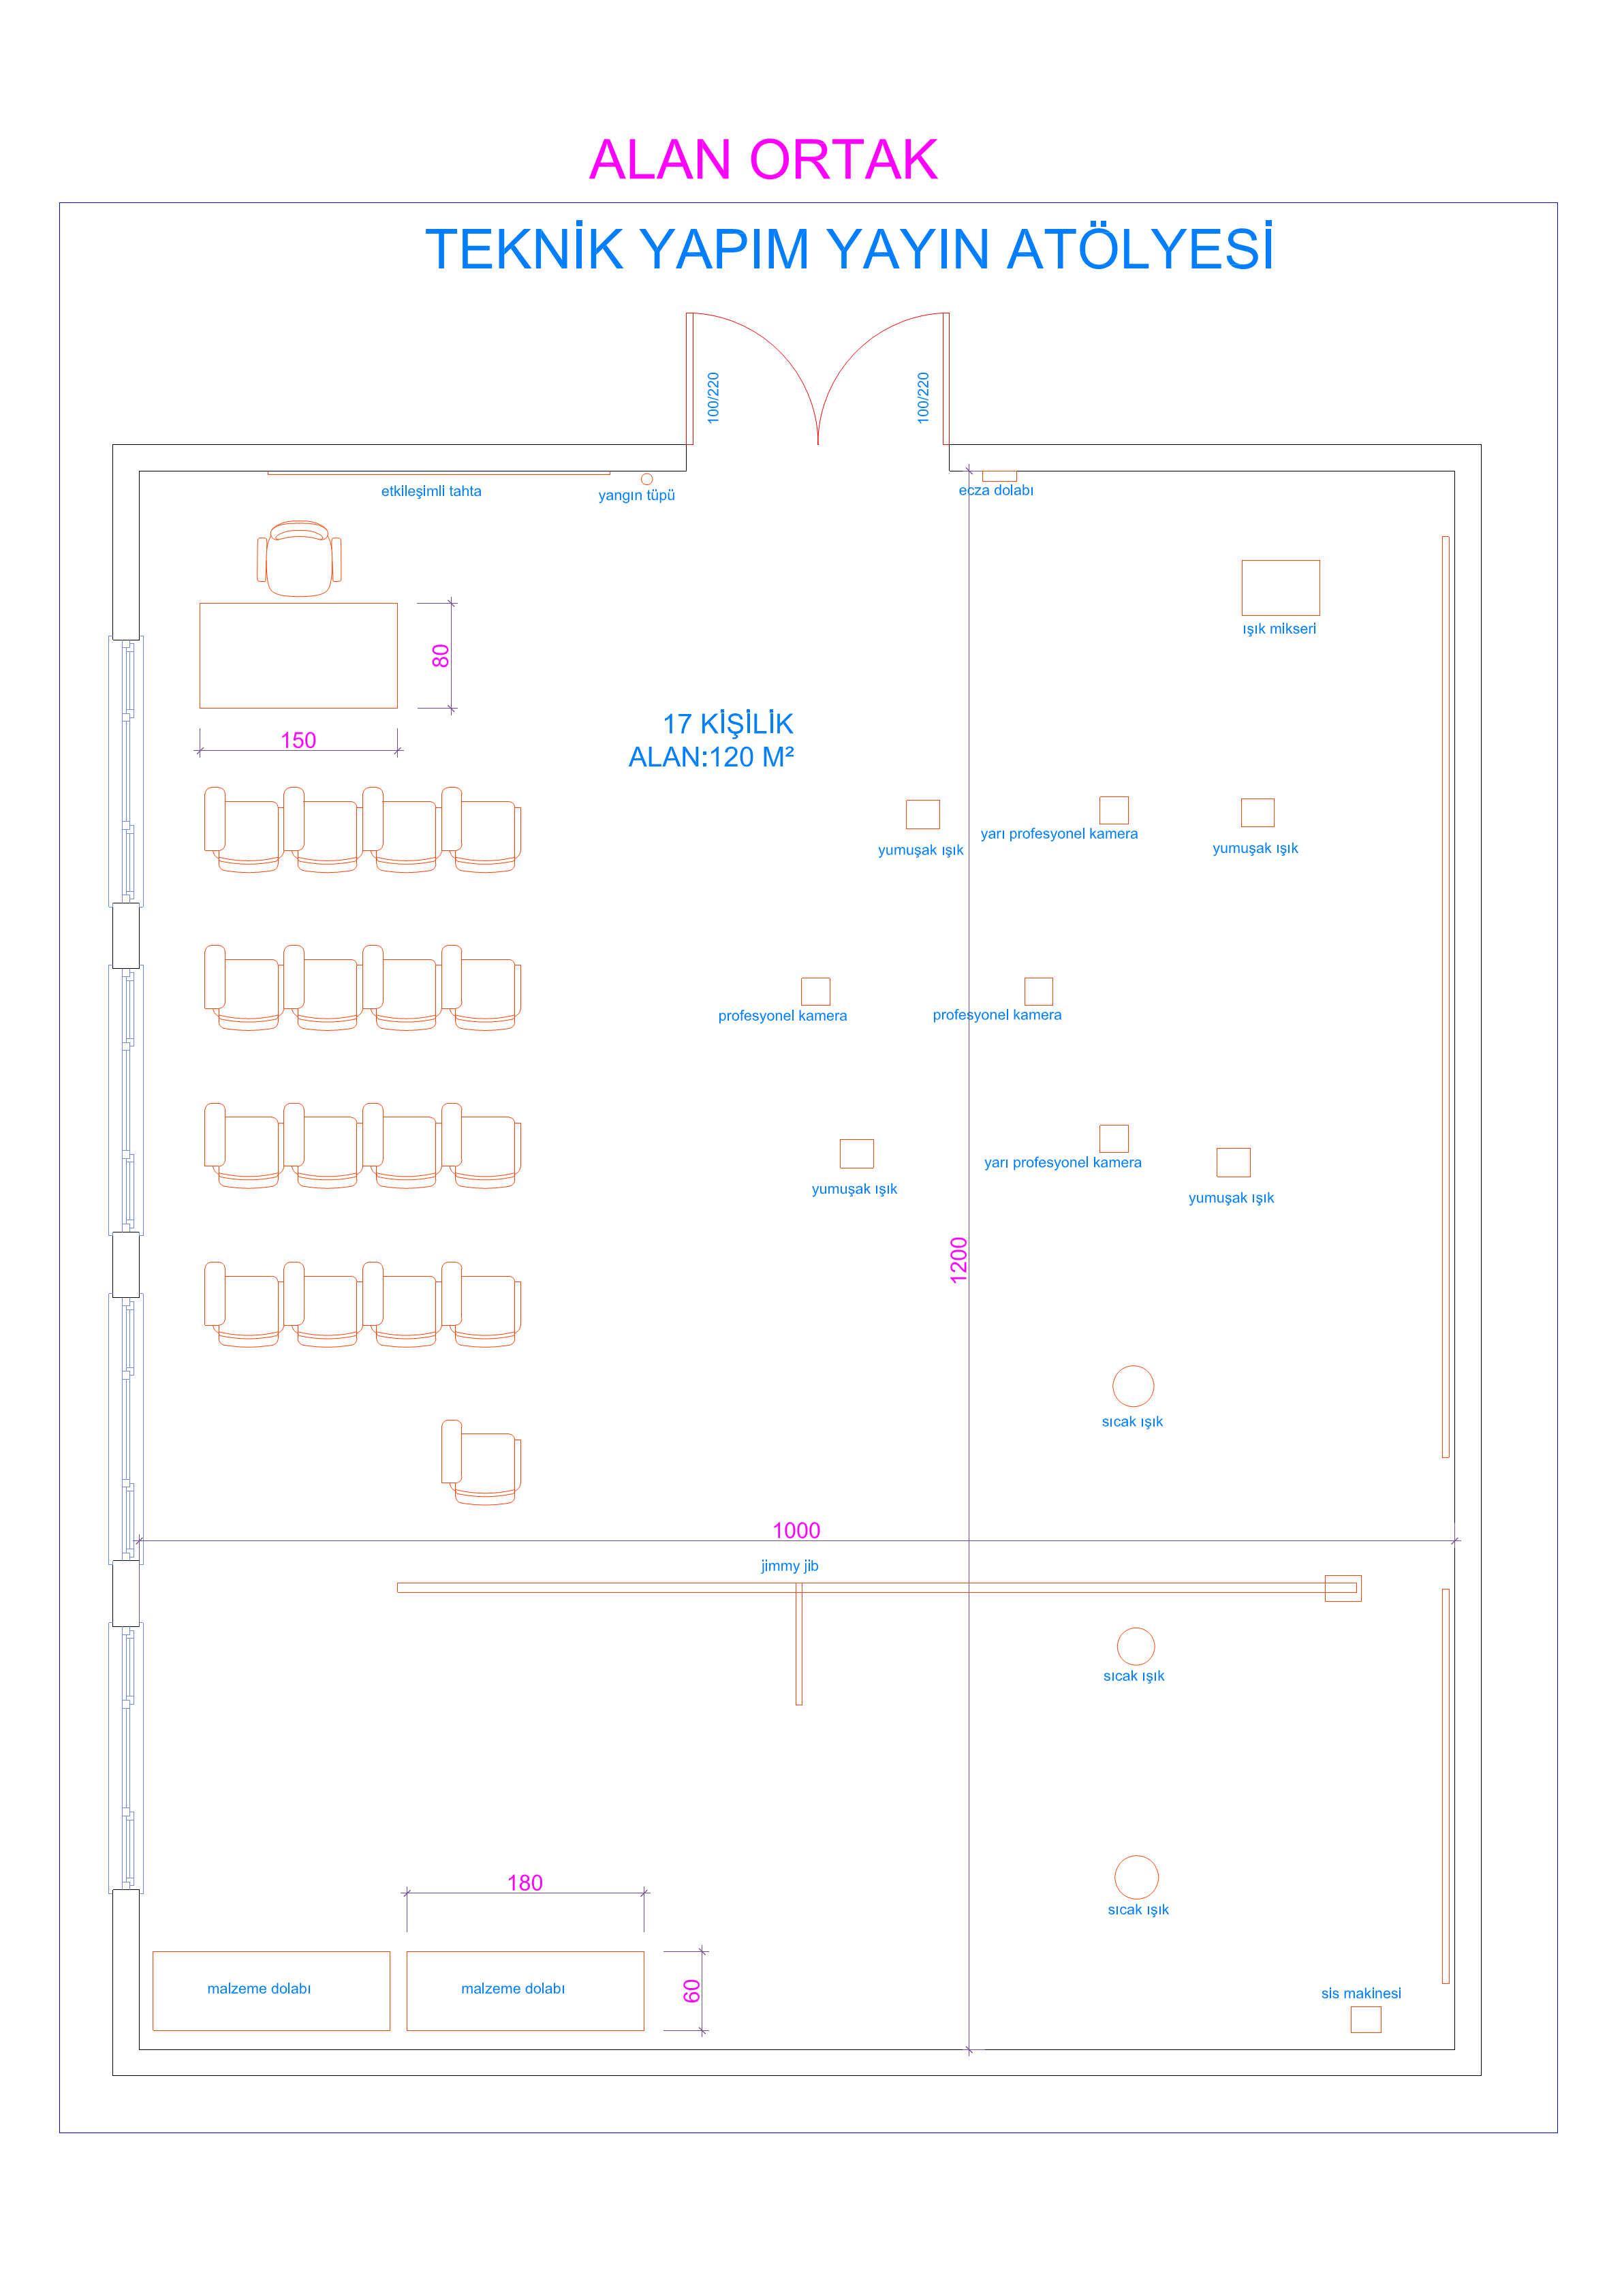 ALAN ORTAK
TEKNİK YAPIM YAYIN ATÖLYESİ
100/220
100/220
etkileşimli tahta
yangın tüpü
ecza dolabı
ışık mikseri
80
150
17 KİŞİLİK
ALAN:120 M²
yumuşak ışık
yarı profesyonel kamera
yumuşak ışık
profesyonel kamera
profesyonel kamera
yumuşak ışık
yarı profesyonel kamera
yumuşak ışık
1200
sıcak ışık
1000
jimmy jib
sıcak ışık
180
sıcak ışık
malzeme dolabı
malzeme dolabı
60
sis makinesi